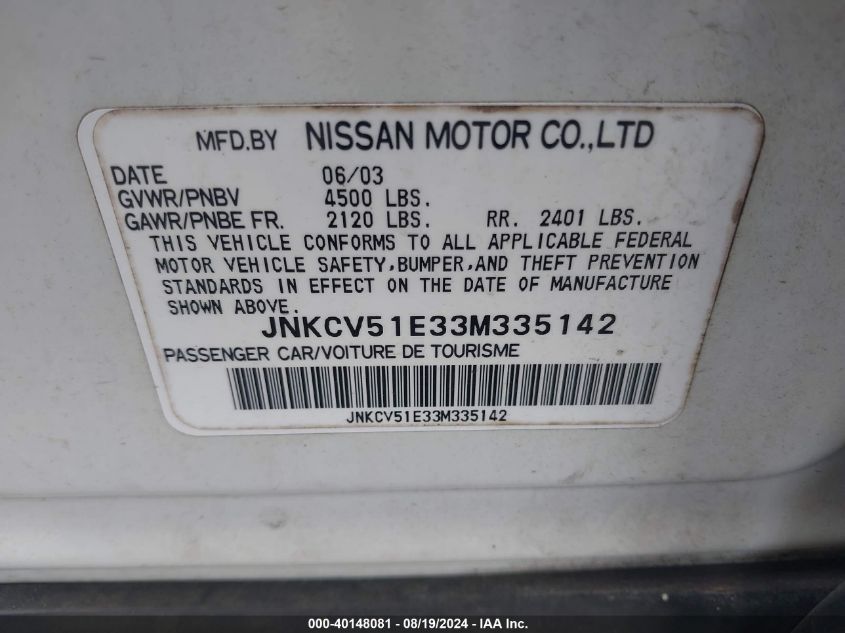 MFD.BY NISSAN MOTOR CO.,LTD
DATE 06/03
GVWR/PNBV 4500 LBS.
GAWR/PNBE FR. 2120 LBS. RR. 2401 LBS.
THIS VEHICLE CONFORMS TO ALL APPLICABLE FEDERAL
MOTOR VEHICLE SAFETY,BUMPER,AND THEFT PREVENTION
STANDARDS IN EFFECT ON THE DATE OF MANUFACTURE
SHOWN ABOVE.
JNKCV51E33M335142
PASSENGER CAR/VOITURE DE TOURISME
JNKCV51E33M335142
000-40148081 - 08/19/2024 - IAA Inc.